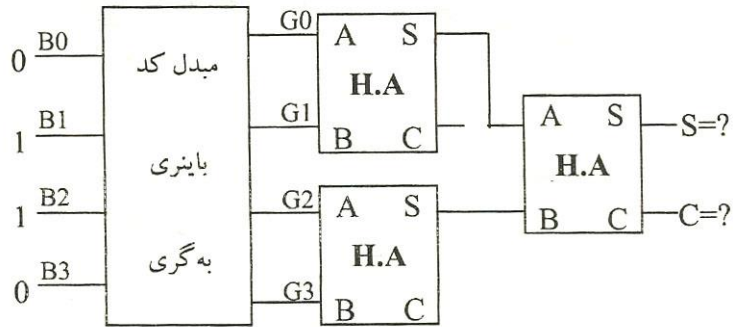 0 B0
1 B1
1 B2
0 B3
مبدل کد
باینری
به گری
G0
G1
G2
G3
A S
H.A
B C
A S
H.A
B C
A S
H.A
B C
S=?
C=?